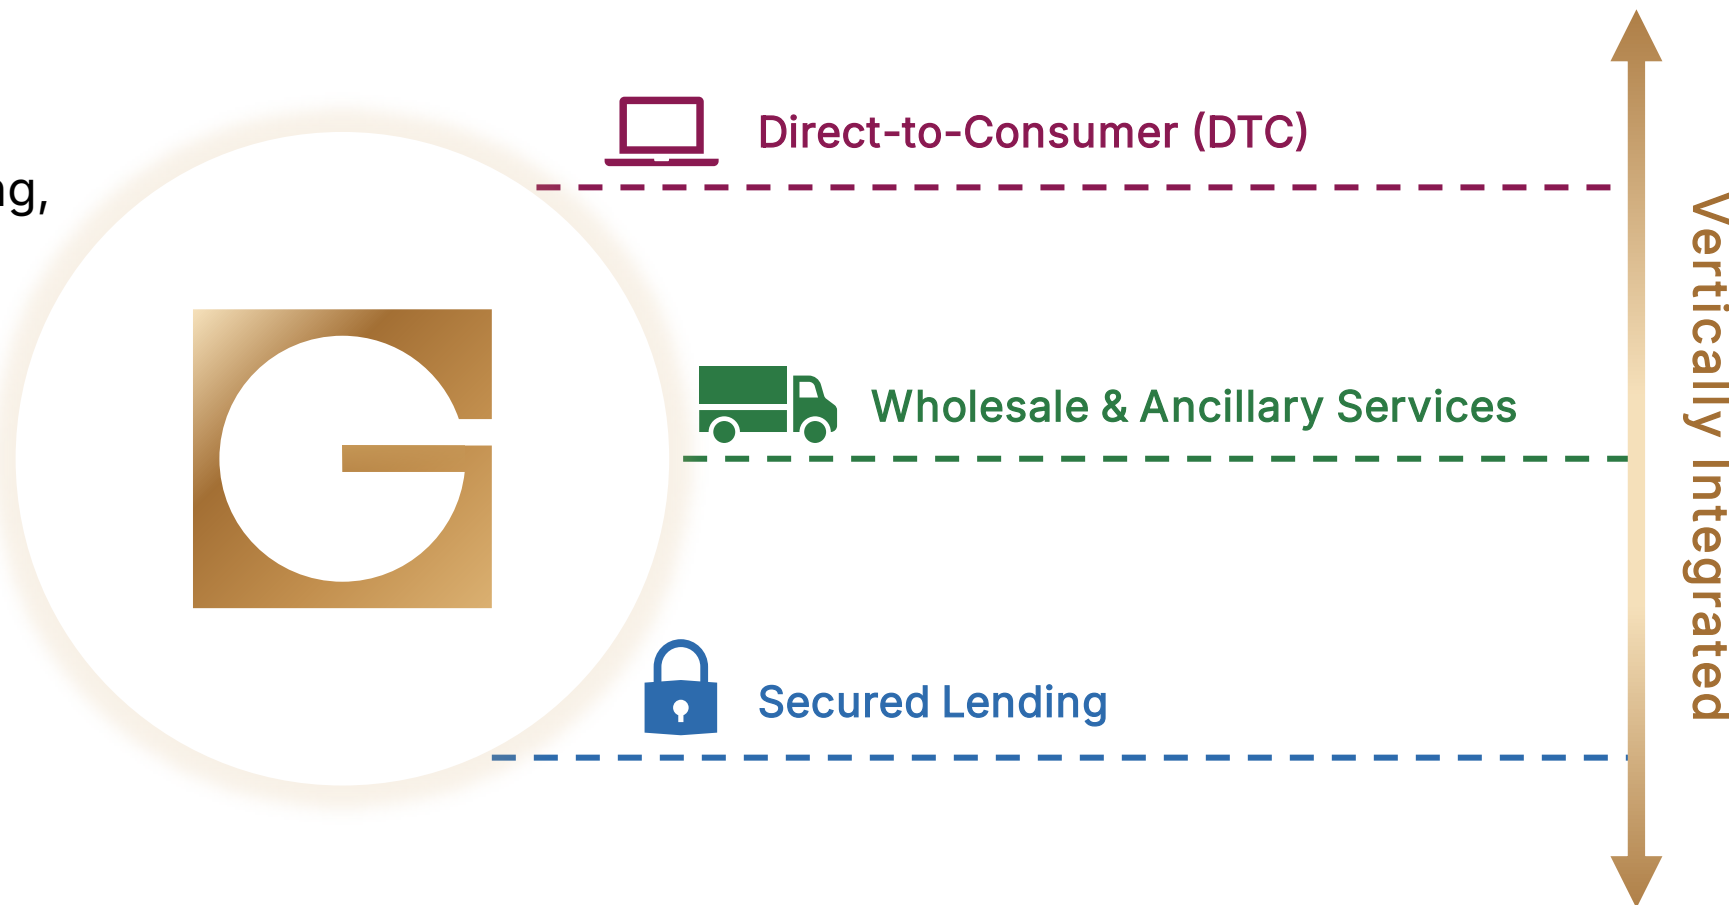 ng,
Direct-to-Consumer (DTC)
Wholesale & Ancillary Services
Secured Lending
Vertically Integrated
G